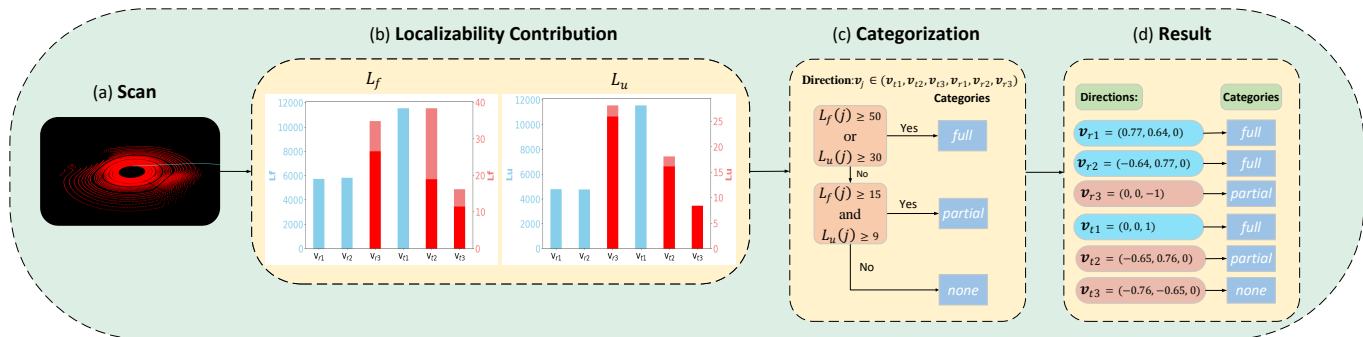 (a) Scan
(b) Localizability Contribution
L_f
12000
10000
8000
6000
4000
2000
0
Lf
40
30
20
10
0
Lf
v_r1 v_r2 v_r3 v_t1 v_t2 v_t3
L_u
12000
10000
8000
6000
4000
2000
0
Lu
25
20
15
10
5
0
Lu
v_r1 v_r2 v_r3 v_t1 v_t2 v_t3
(c) Categorization
Direction:v_j ∈ (v_t1, v_t2, v_t3, v_r1, v_r2, v_r3)
Categories
L_f(j) ≥ 50
or
L_u(j) ≥ 30
Yes
full
No
L_f(j) ≥ 15
and
L_u(j) ≥ 9
Yes
partial
No
none
(d) Result
Directions:
Categories
v_r1 = (0.77, 0.64, 0)
full
v_r2 = (−0.64, 0.77, 0)
full
v_r3 = (0, 0, −1)
partial
v_t1 = (0, 0, 1)
full
v_t2 = (−0.65, 0.76, 0)
partial
v_t3 = (−0.76, −0.65, 0)
none